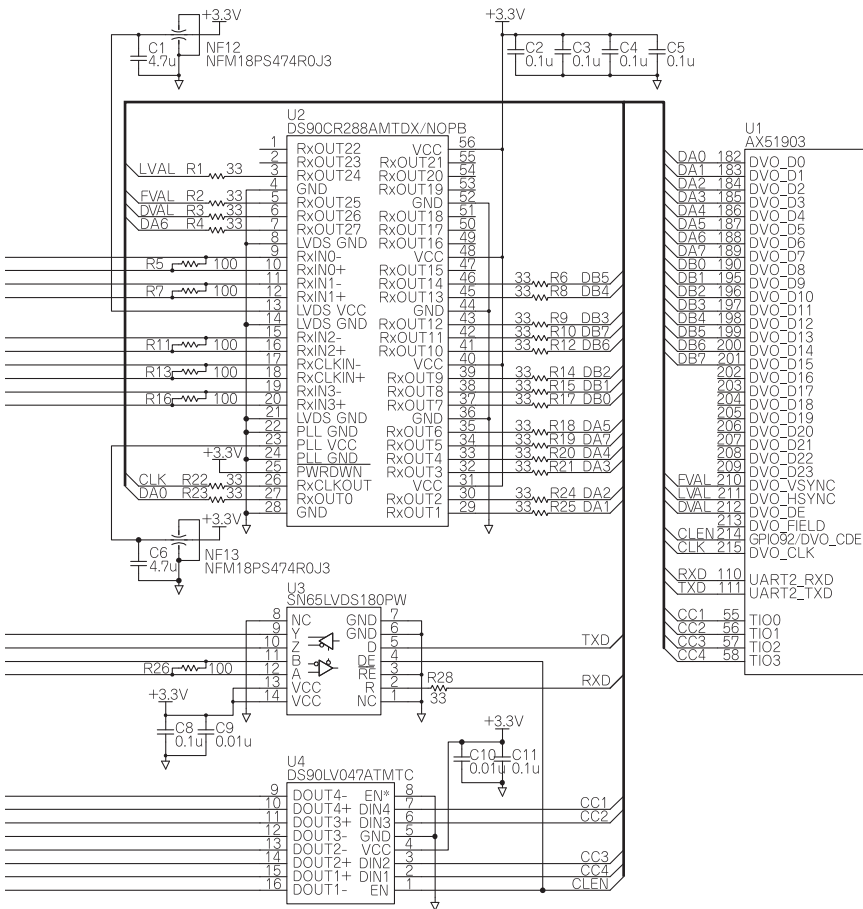 +3.3V
C1
4.7u
NF12
NFM18PS474R0J3
+3.3V
C2
0.1u
C3
0.1u
C4
0.1u
C5
0.1u
U2
DS90CR288AMTDX/NOPB
1 RxOUT22 VCC 56
2 RxOUT23 RxOUT21 55
LVAL R1 33 3 RxOUT24 RxOUT20 54
4 GND RxOUT19 53
FVAL R2 33 5 RxOUT25 GND 52
DVAL R3 33 6 RxOUT26 RxOUT18 51
DA6 R4 33 7 RxOUT27 RxOUT17 50
8 LVDS GND RxOUT16 49
9 RxIN0- VCC 48
R5 100 10 RxIN0+ RxOUT15 47
11 RxIN1- RxOUT14 46 33 R6 DB5
R7 100 12 RxIN1+ RxOUT13 45 33 R8 DB4
13 LVDS VCC GND 44
14 LVDS GND RxOUT12 43 33 R9 DB3
15 RxIN2- RxOUT11 42 33 R10 DB7
R11 100 16 RxIN2+ RxOUT10 41 33 R12 DB6
17 RxCLKIN- VCC 40
R13 100 18 RxCLKIN+ RxOUT9 39 33 R14 DB2
19 RxIN3- RxOUT8 38 33 R15 DB1
R16 100 20 RxIN3+ RxOUT7 37 33 R17 DB0
21 LVDS GND GND 36
22 PLL GND RxOUT6 35 33 R18 DA5
23 PLL VCC RxOUT5 34 33 R19 DA7
+3.3V 24 PLL GND RxOUT4 33 33 R20 DA4
25 PWRDWN RxOUT3 32 33 R21 DA3
CLK R22 33 26 RxCLKOUT VCC 31
DA0 R23 33 27 RxOUT0 RxOUT2 30 33 R24 DA2
28 GND RxOUT1 29 33 R25 DA1
U1
AX51903
DA0 182 DVO_D0
DA1 183 DVO_D1
DA2 184 DVO_D2
DA3 185 DVO_D3
DA4 186 DVO_D4
DA5 187 DVO_D5
DA6 188 DVO_D6
DA7 189 DVO_D7
DB0 190 DVO_D8
DB1 195 DVO_D9
DB2 196 DVO_D10
DB3 197 DVO_D11
DB4 198 DVO_D12
DB5 199 DVO_D13
DB6 200 DVO_D14
DB7 201 DVO_D15
202 DVO_D16
203 DVO_D17
204 DVO_D18
205 DVO_D19
206 DVO_D20
207 DVO_D21
208 DVO_D22
209 DVO_D23
FVAL 210 DVO_VSYNC
LVAL 211 DVO_HSYNC
DVAL 212 DVO_DE
213 DVO_FIELD
CLEN 214 GPIO92/DVO_CDE
CLK 215 DVO_CLK
RXD 110 UART2_RXD
TXD 111 UART2_TXD
CC1 55 TIO0
CC2 56 TIO1
CC3 57 TIO2
CC4 58 TIO3
+3.3V
C6
4.7u
NF13
NFM18PS474R0J3
U3
SN65LVDS180PW
8 NC GND 7
9 Y GND 6
10 Z D 5 TXD
11 B DE 4
R26 100 12 A RE 3
13 VCC R 2 R28 33 RXD
14 VCC NC 1
+3.3V
C8
0.1u
C9
0.01u
+3.3V
C10
0.01u
C11
0.1u
U4
DS90LV047ATMTC
9 DOUT4- EN* 8
10 DOUT4+ DIN4 7 CC1
11 DOUT3+ DIN3 6 CC2
12 DOUT3- GND 5
13 DOUT2- VCC 4
14 DOUT2+ DIN2 3 CC3
15 DOUT1+ DIN1 2 CC4
16 DOUT1- EN 1 CLEN